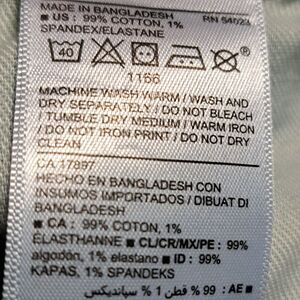 MADE IN BANGLADESH
■ US : 99% COTTON, 1% RN 54023
SPANDEX/ELASTANE
40
1166
MACHINE WASH WARM / WASH AND
DRY SEPARATELY / DO NOT BLEACH
/ TUMBLE DRY MEDIUM / WARM IRON
/ DO NOT IRON PRINT / DO NOT DRY
CLEAN
CA 17897
HECHO EN BANGLADESH CON
INSUMOS IMPORTADOS / DIBUAT DI
BANGLADESH
■ CA : 99% COTTON, 1%
ELASTHANNE ■ CL/CR/MX/PE : 99%
algodón, 1% elastano ■ ID : 99%
KAPAS, 1% SPANDEKS
■ AE : 99 % قطن 1 % سبانديكس